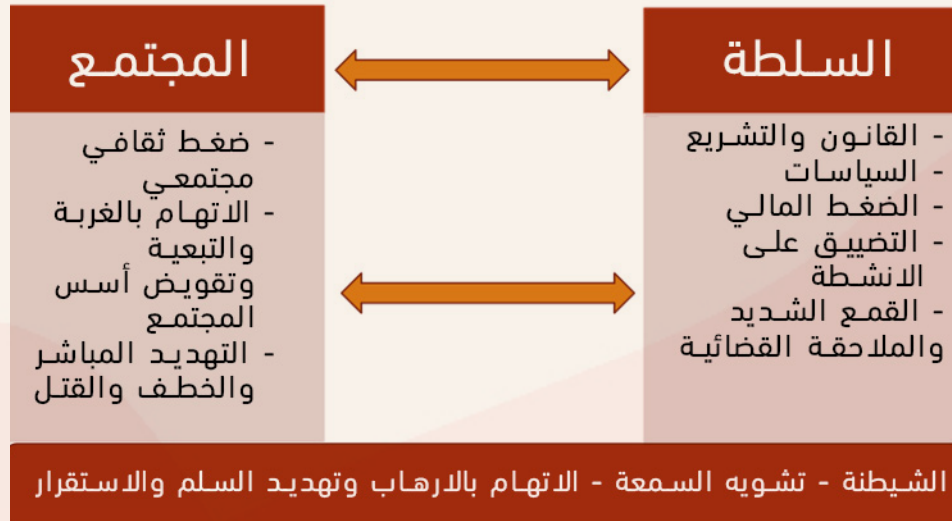 السلطة
- القانون والتشريع
- السياسات
- الضغط المالي
- التضييق على
الانشطة
- القمع الشديد
والملاحقة القضائية
المجتمع
- ضغط ثقافي
مجتمعي
- الاتهام بالغربة
والتبعية
وتقويض أسس
المجتمع
- التهديد المباشر
والخطف والقتل
الشيطنة - تشويه السمعة - الاتهام بالارهاب وتهديد السلم والاستقرار